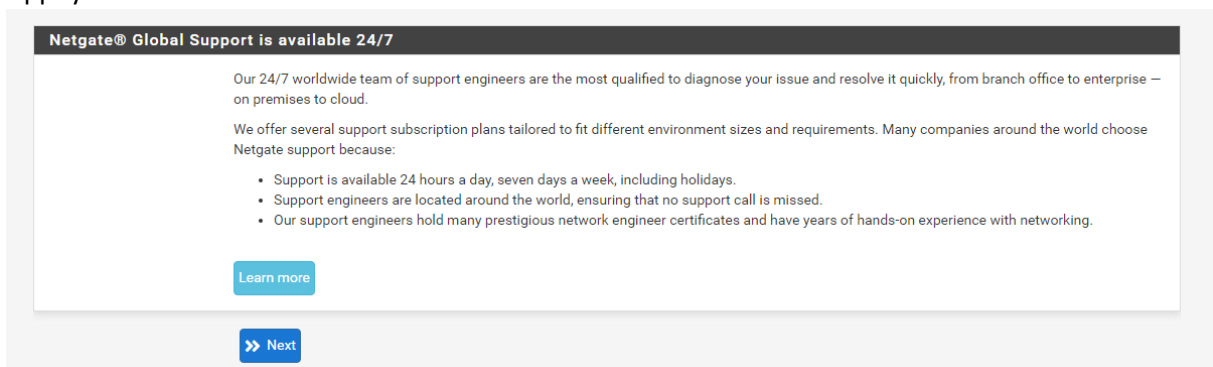 Netgate® Global Support is available 24/7
Our 24/7 worldwide team of support engineers are the most qualified to diagnose your issue and resolve it quickly, from branch office to enterprise —
on premises to cloud.
We offer several support subscription plans tailored to fit different environment sizes and requirements. Many companies around the world choose
Netgate support because:
• Support is available 24 hours a day, seven days a week, including holidays.
• Support engineers are located around the world, ensuring that no support call is missed.
• Our support engineers hold many prestigious network engineer certificates and have years of hands-on experience with networking.
Learn more
Next